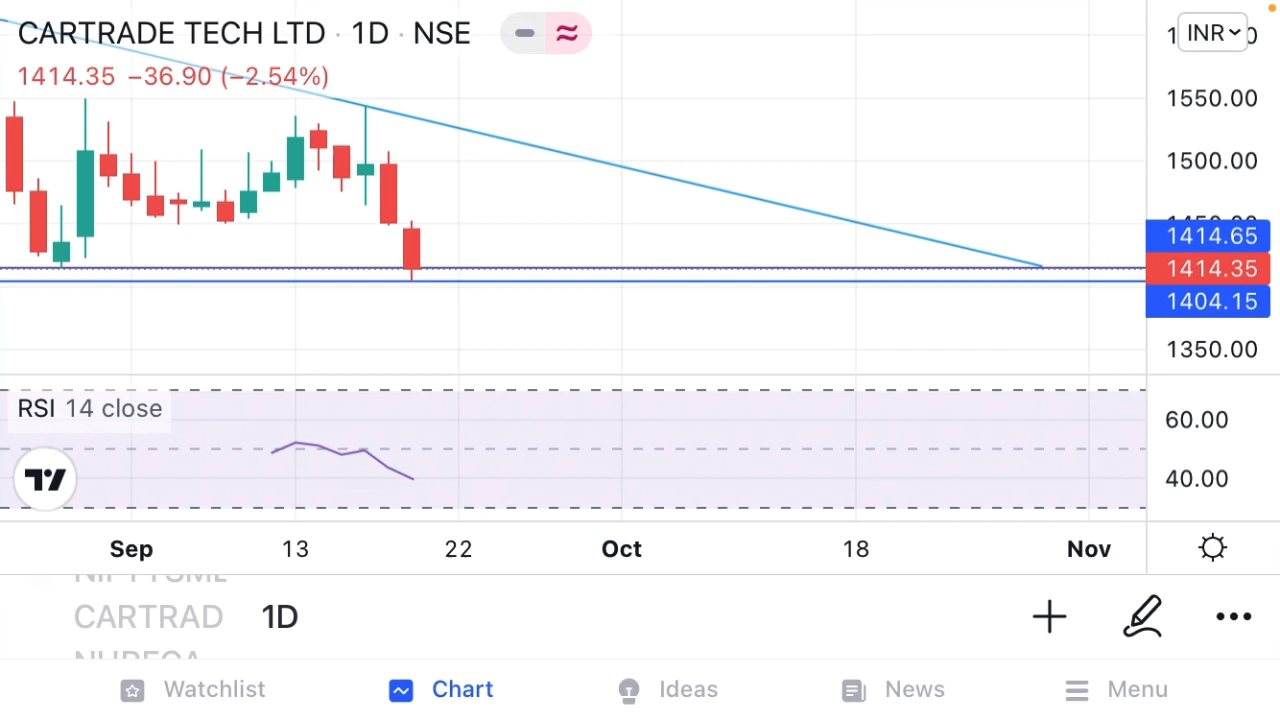 CARTRADE TECH LTD · 1D · NSE
INR
1414.35 −36.90 (−2.54%)
1550.00
1500.00
1414.65
1414.35
1404.15
1350.00
RSI 14 close
60.00
40.00
Sep 13 22 Oct 18 Nov
CARTRAD 1D
Watchlist Chart Ideas News Menu